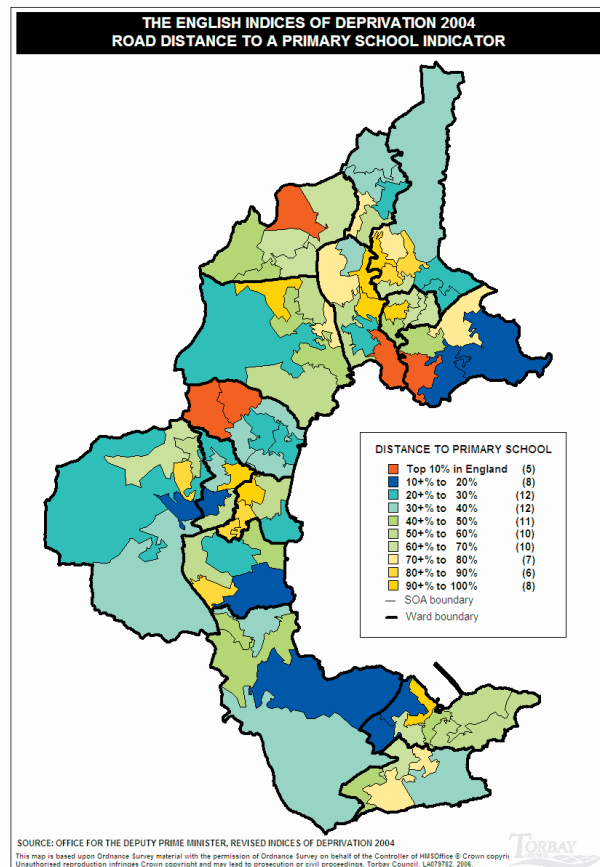 THE ENGLISH INDICES OF DEPRIVATION 2004
ROAD DISTANCE TO A PRIMARY SCHOOL INDICATOR
DISTANCE TO PRIMARY SCHOOL
Top 10% in England (5)
10+% to 20% (8)
20+% to 30% (12)
30+% to 40% (12)
40+% to 50% (11)
50+% to 60% (10)
60+% to 70% (10)
70+% to 80% (7)
80+% to 90% (6)
90+% to 100% (8)
SOA boundary
Ward boundary
SOURCE: OFFICE FOR THE DEPUTY PRIME MINISTER, REVISED INDICES OF DEPRIVATION 2004
This map is based upon Ordnance Survey material with the permission of Ordnance Survey on behalf of the Controller of HMSOffice © Crown copyri
Unauthorised reproduction infringes Crown copyright and may lead to prosecution or civil proceedings. Torbay Council. LA079782. 2006.
TORBAY